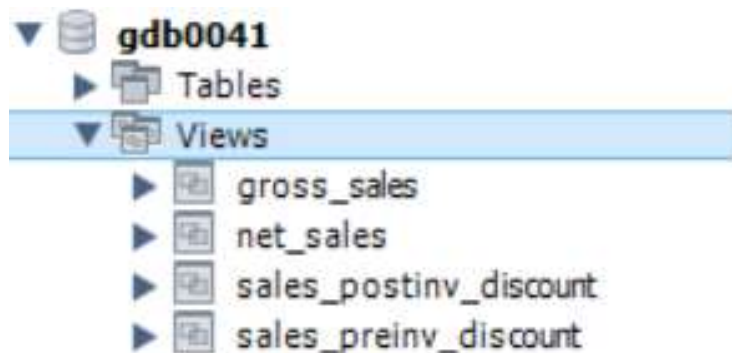 gdb0041
Tables
Views
gross_sales
net_sales
sales_postinv_discount
sales_preinv_discount